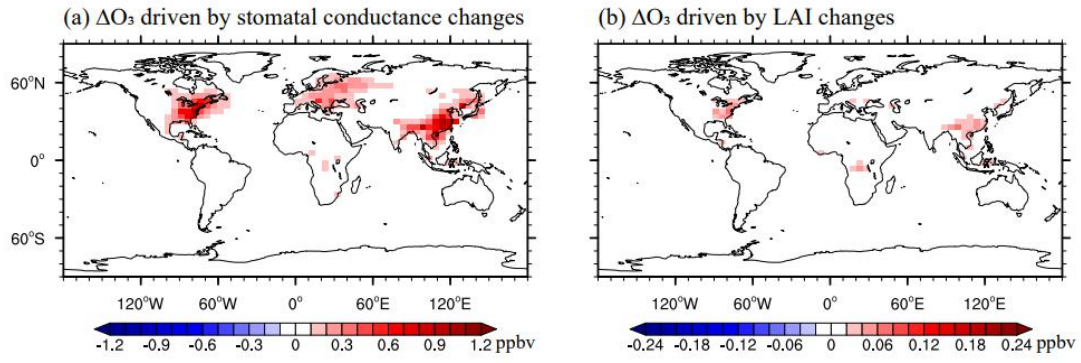 (a) ΔO₃ driven by stomatal conductance changes
(b) ΔO₃ driven by LAI changes
60°N
0°
60°S
120°W 60°W 0° 60°E 120°E
120°W 60°W 0° 60°E 120°E
-1.2 -0.9 -0.6 -0.3 0 0.3 0.6 0.9 1.2 ppbv
-0.24 -0.18 -0.12 -0.06 0 0.06 0.12 0.18 0.24 ppbv